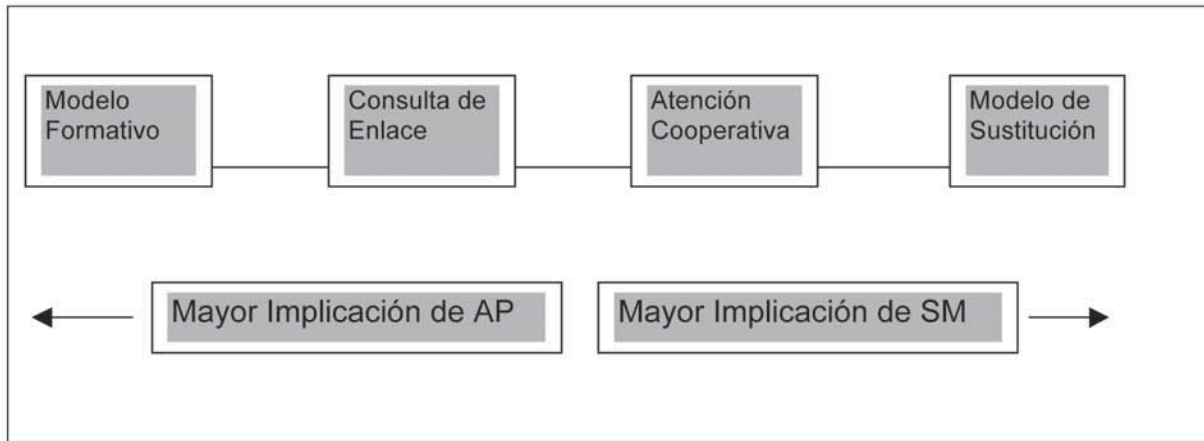 Modelo
Formativo
Consulta de
Enlace
Atención
Cooperativa
Modelo de
Sustitución
Mayor Implicación de AP
Mayor Implicación de SM